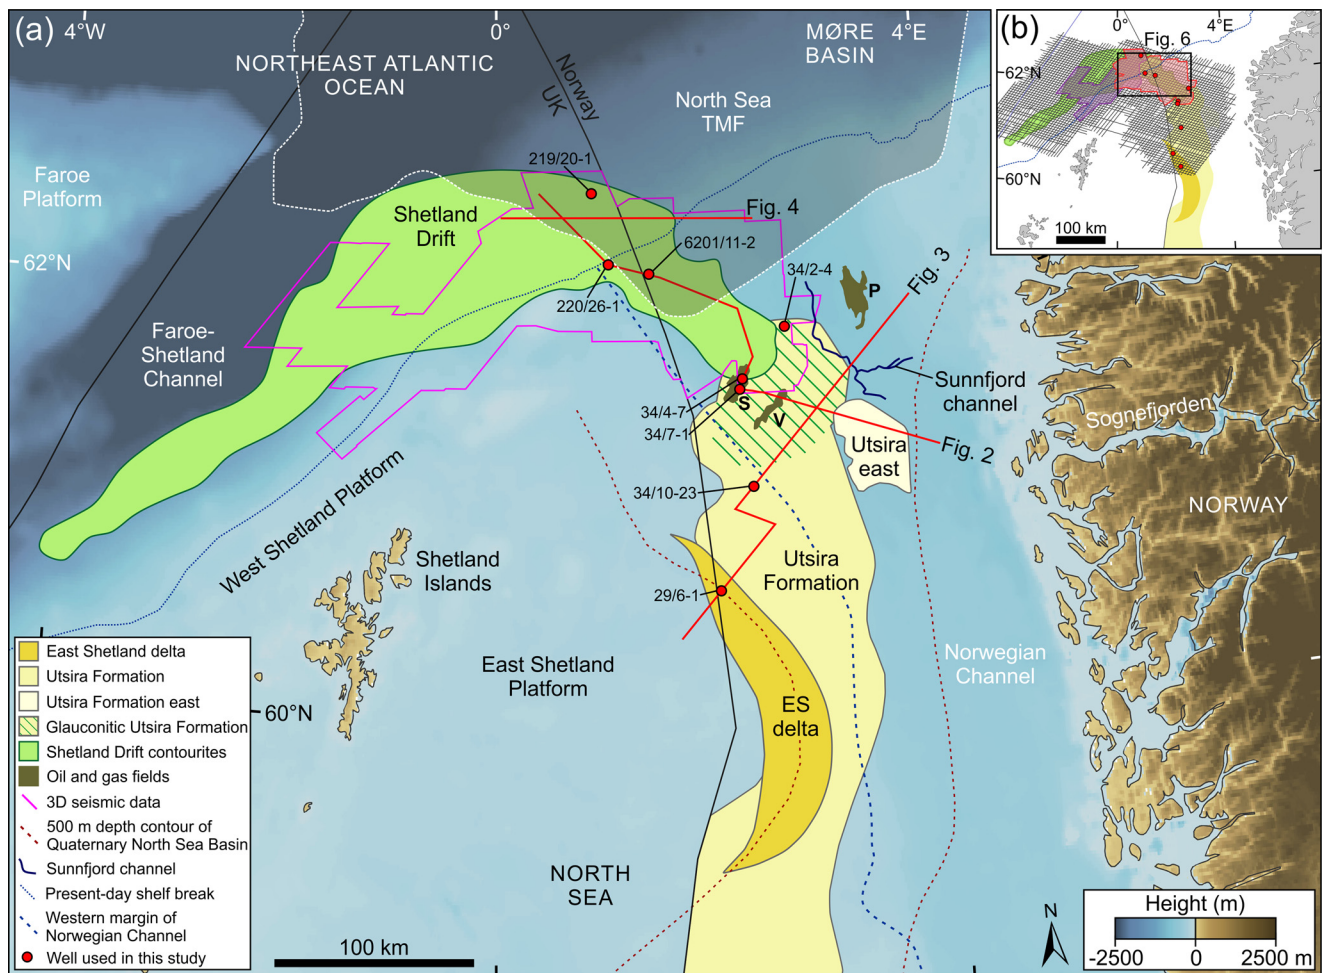 (a)
4°W
0°
4°E
NORTHEAST ATLANTIC
OCEAN
Norway
UK
MØRE
BASIN
North Sea
TMF
Faroe
Platform
219/20-1
Shetland
Drift
Fig. 4
6201/11-2
62°N
220/26-1
34/2-4
P
Fig. 3
Faroe-
Shetland
Channel
Sunnfjord
channel
34/4-7
S
34/7-1
V
Utsira
east
Fig. 2
Sognefjorden
West Shetland Platform
34/10-23
NORWAY
Shetland
Islands
Utsira
Formation
29/6-1
East Shetland
Platform
Norwegian
Channel
60°N
ES
delta
NORTH
SEA
East Shetland delta
Utsira Formation
Utsira Formation east
Glauconitic Utsira Formation
Shetland Drift contourites
Oil and gas fields
3D seismic data
500 m depth contour of
Quaternary North Sea Basin
Sunnfjord channel
Present-day shelf break
Western margin of
Norwegian Channel
Well used in this study
100 km
N
Height (m)
-2500
0
2500 m
(b)
0°
4°E
Fig. 6
62°N
60°N
100 km